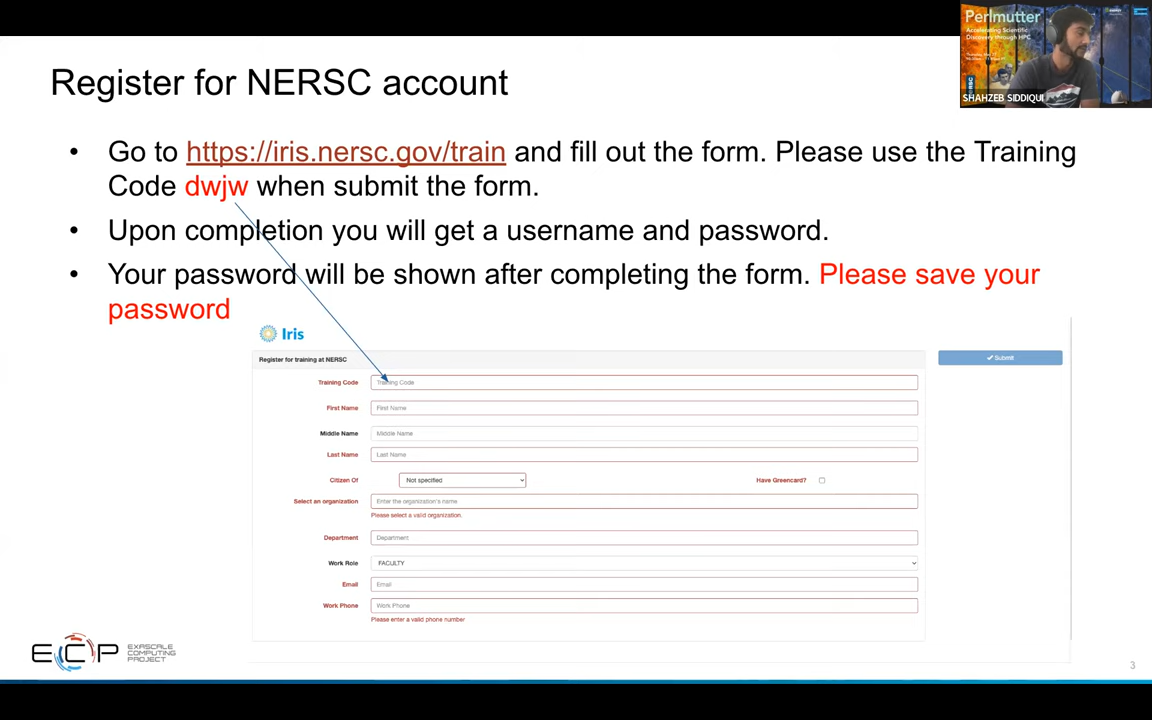 Perlmutter
Accelerating Scientific
Discovery through HPC
SHAHZEB SIDDIQUI
Register for NERSC account
• Go to https://iris.nersc.gov/train and fill out the form. Please use the Training
Code dwjw when submit the form.
• Upon completion you will get a username and password.
• Your password will be shown after completing the form. Please save your
password
Iris
Register for training at NERSC
Submit
Training Code Training Code
First Name First Name
Middle Name Middle Name
Last Name Last Name
Citizen Of Not specified Have Greencard?
Select an organization Enter the organization's name
Please select a valid organization.
Department Department
Work Role FACULTY
Email Email
Work Phone Work Phone
Please enter a valid phone number
ECP EXASCALE
COMPUTING
PROJECT
3